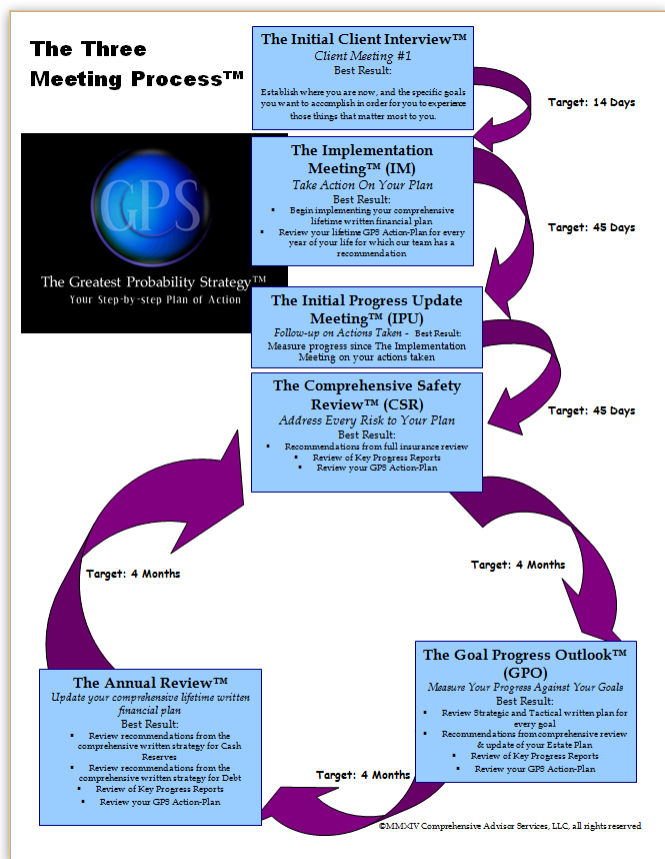 The Three
Meeting Process™
The Initial Client Interview™
Client Meeting #1
Best Result:
Establish where you are now, and the specific goals
you want to accomplish in order for you to experience
those things that matter most to you.
Target: 14 Days
The Implementation
Meeting™ (IM)
Take Action On Your Plan
Best Result:
▪ Begin implementing your comprehensive
lifetime written financial plan
▪ Review your lifetime GPS Action-Plan for every
year of your life for which our team has a
recommendation
Target: 45 Days
GPS
The Greatest Probability Strategy™
Your Step-by-step Plan of Action
The Initial Progress Update
Meeting™ (IPU)
Follow-up on Actions Taken - Best Result:
Measure progress since The Implementation
Meeting on your actions taken
Target: 45 Days
The Comprehensive Safety
Review™ (CSR)
Address Every Risk to Your Plan
Best Result:
▪ Recommendations from full insurance review
▪ Review of Key Progress Reports
▪ Review your GPS Action-Plan
Target: 4 Months
The Goal Progress Outlook™
(GPO)
Measure Your Progress Against Your Goals
Best Result:
▪ Review Strategic and Tactical written plan for
every goal
▪ Recommendations from comprehensive review
& update of your Estate Plan
▪ Review of Key Progress Reports
▪ Review your GPS Action-Plan
Target: 4 Months
The Annual Review™
Update your comprehensive lifetime written
financial plan
Best Result:
▪ Review recommendations from the
comprehensive written strategy for Cash
Reserves
▪ Review recommendations from the
comprehensive written strategy for Debt
▪ Review of Key Progress Reports
▪ Review your GPS Action-Plan
Target: 4 Months
©MMXIV Comprehensive Advisor Services, LLC, all rights reserved